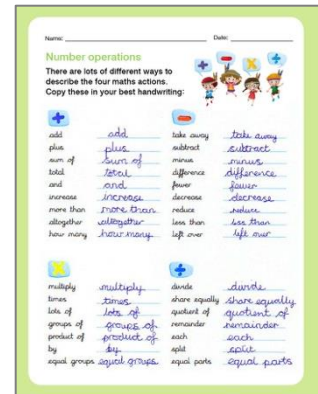 Name: Date:
Number operations
There are lots of different ways to
describe the four maths actions.
Copy these in your best handwriting:
+
add add
plus plus
sum of sum of
total total
and and
increase increase
more than more than
altogether altogether
how many how many
−
take away take away
subtract subtract
minus minus
difference difference
fewer fewer
decrease decrease
reduce reduce
less than less than
left over left over
×
multiply multiply
times times
lots of lots of
groups of groups of
product of product of
by by
equal groups equal groups
÷
divide divide
share equally share equally
quotient of quotient of
remainder remainder
each each
split split
equal parts equal parts